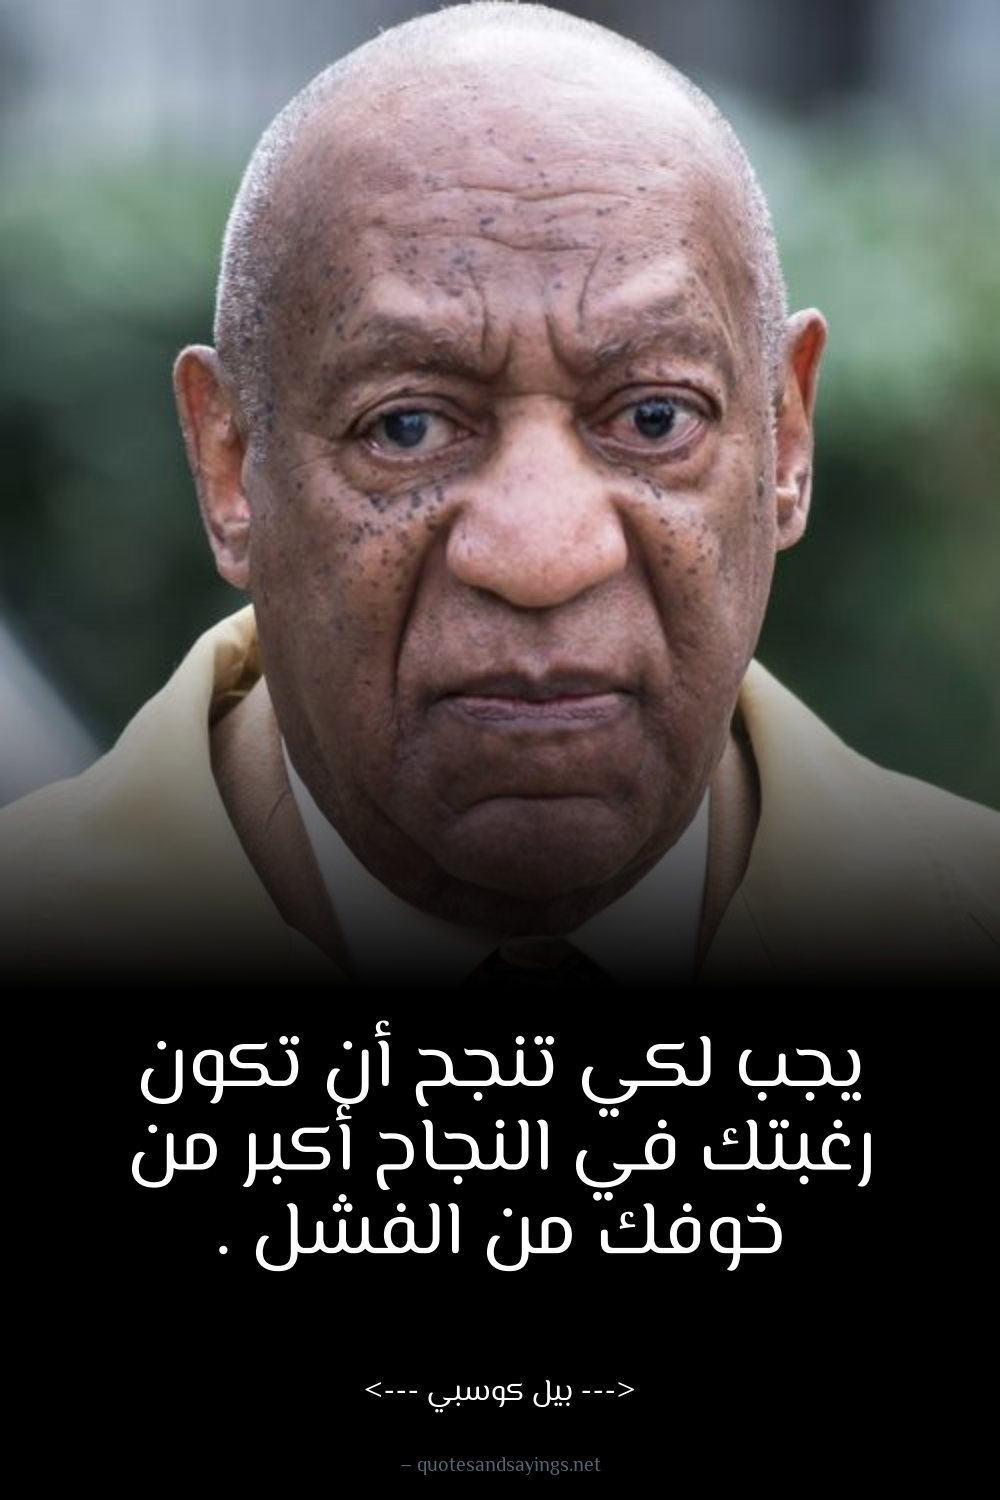 يجب لكي تنجح أن تكون
رغبتك في النجاح أكبر من
خوفك من الفشل .
<--- بيل كوسبي --->
– quotesandsayings.net